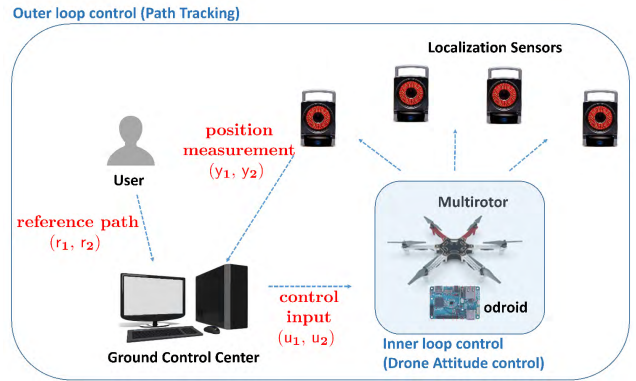 Outer loop control (Path Tracking)
Localization Sensors
position
measurement
(y₁, y₂)
User
reference path
(r₁, r₂)
Multirotor
odroid
control
input
(u₁, u₂)
Ground Control Center
Inner loop control
(Drone Attitude control)